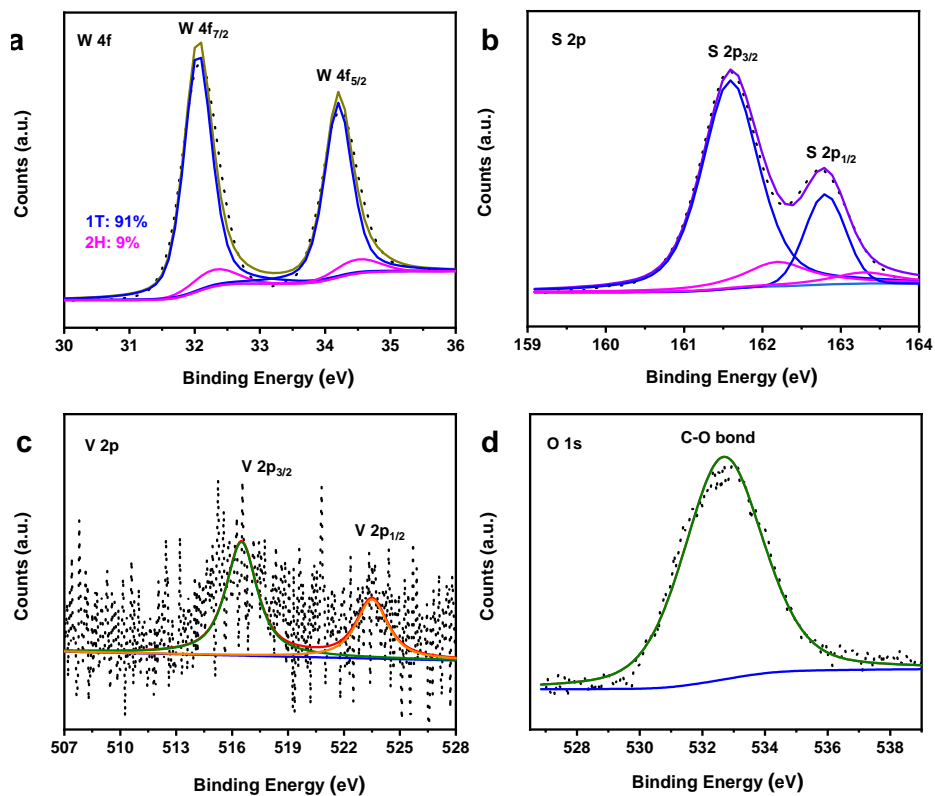 a
W 4f
W 4f7/2
W 4f5/2
1T: 91%
2H: 9%
Counts (a.u.)
30 31 32 33 34 35 36
Binding Energy (eV)
b
S 2p
S 2p3/2
S 2p1/2
Counts (a.u.)
159 160 161 162 163 164
Binding Energy (eV)
c
V 2p
V 2p3/2
V 2p1/2
Counts (a.u.)
507 510 513 516 519 522 525 528
Binding Energy (eV)
d
O 1s
C-O bond
Counts (a.u.)
528 530 532 534 536 538
Binding Energy (eV)